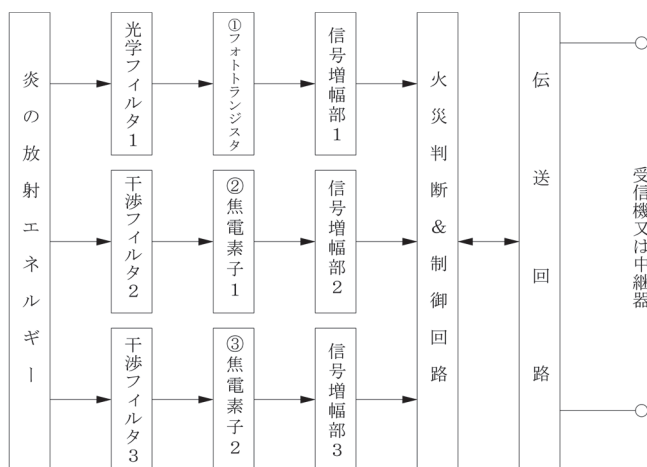 炎の放射エネルギー
光学フィルタ1
①フォトトランジスタ
信号増幅部1
干渉フィルタ2
②焦電素子1
信号増幅部2
干渉フィルタ3
③焦電素子2
信号増幅部3
火災判断&制御回路
伝送回路
受信機又は中継器